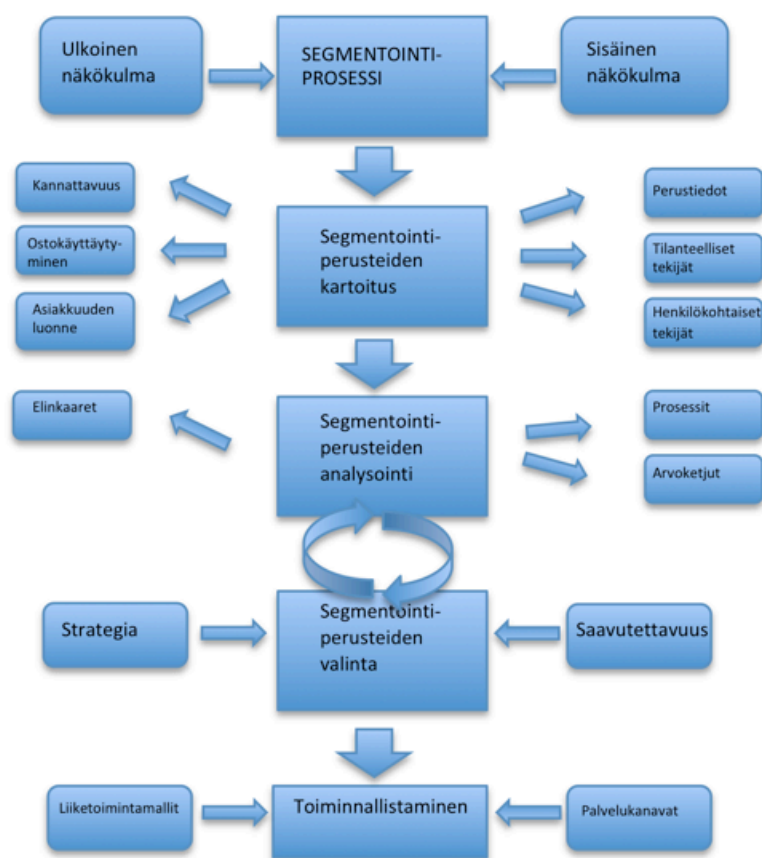 Ulkoinen
näkökulma
SEGMENTOINTI-
PROSESSI
Sisäinen
näkökulma
Kannattavuus
Ostokäyttäyty-
minen
Asiakkuuden
luonne
Segmentointi-
perusteiden
kartoitus
Perustiedot
Tilanteelliset
tekijät
Henkilökohtaiset
tekijät
Elinkaaret
Segmentointi-
perusteiden
analysointi
Prosessit
Arvoketjut
Strategia
Segmentointi-
perusteiden
valinta
Saavutettavuus
Liiketoimintamallit
Toiminnallistaminen
Palvelukanavat